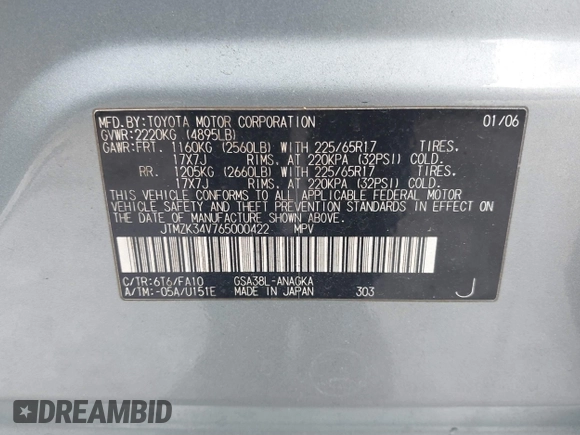 MFD.BY:TOYOTA MOTOR CORPORATION 01/06
GVWR:2220KG (4895LB)
GAWR:FRT. 1160KG (2560LB) WITH 225/65R17 TIRES.
17X7J RIMS. AT 220KPA (32PSI) COLD.
RR. 1205KG (2660LB) WITH 225/65R17 TIRES.
17X7J RIMS. AT 220KPA (32PSI) COLD.
THIS VEHICLE CONFORMS TO ALL APPLICABLE FEDERAL MOTOR
VEHICLE SAFETY AND THEFT PREVENTION STANDARDS IN EFFECT
ON THE DATE OF MANUFACTURE SHOWN ABOVE.
JTMZK34V765000422 MPV
C/TR:6T6/FA10 GSA38L-ANAGKA
A/TM:-05A/U151E MADE IN JAPAN 303 J
DREAMBID